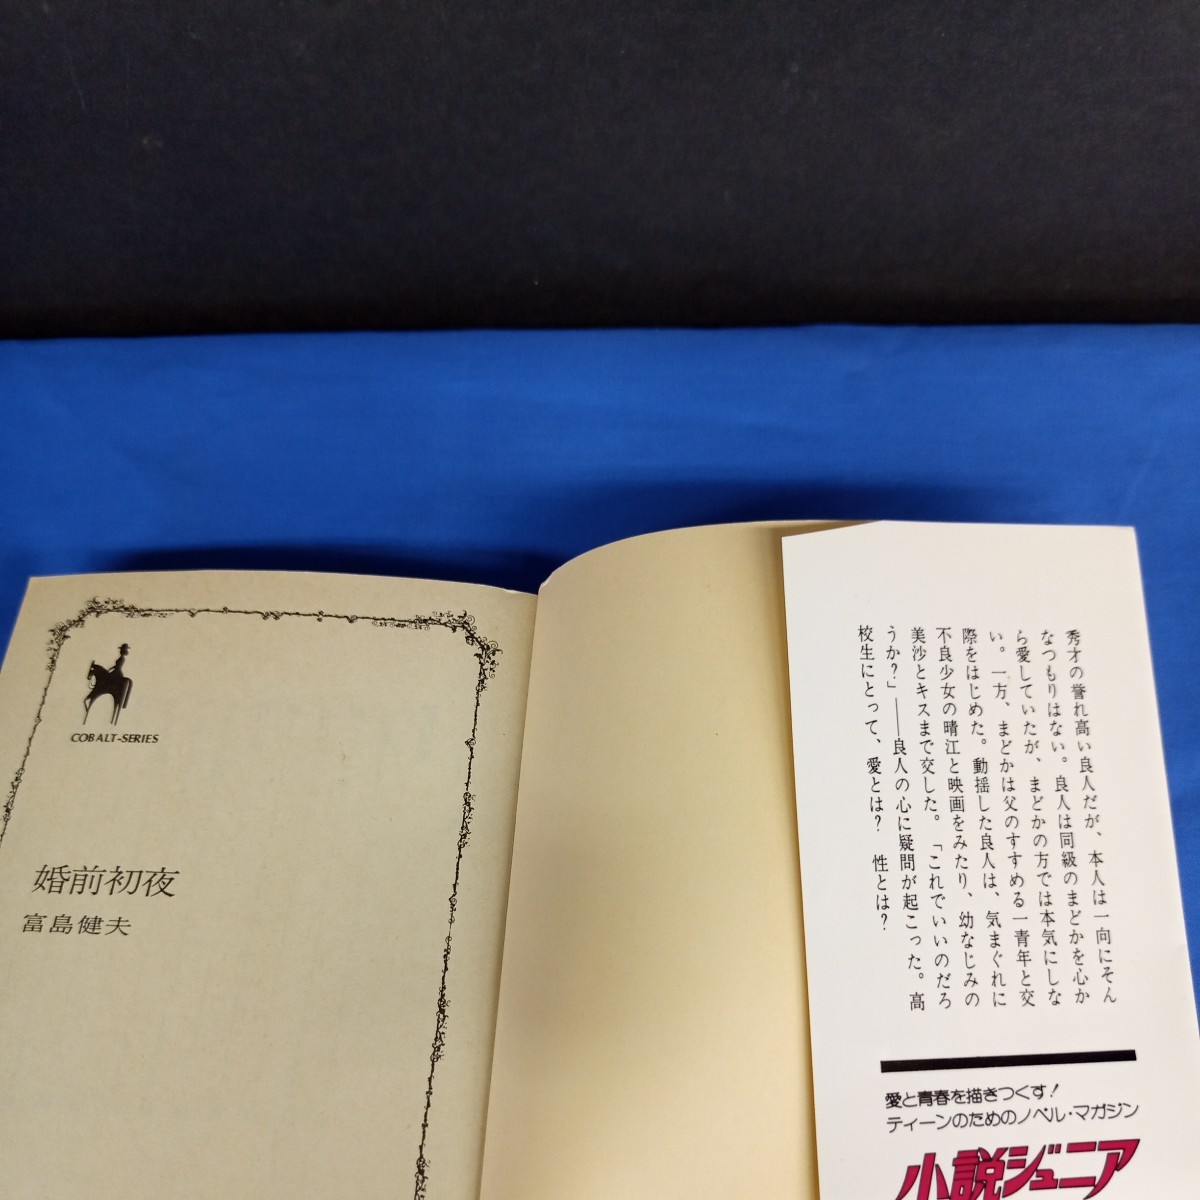 COBALT-SERIES
婚前初夜
富島健夫
秀才の誉れ高い良人だが、本人は一向にそん
なつもりはない。良人は同級のまどかを心か
ら愛していたが、まどかの方では本気にしな
い。一方、まどかは父のすすめる一青年と交
際をはじめた。動揺した良人は、気まぐれに
不良少女の晴江と映画をみたり、幼なじみの
美沙とキスまで交した。「これでいいのだろ
うか?」——良人の心に疑問が起こった。高
校生にとって、愛とは? 性とは?
愛と青春を描きつくす!
ティーンのためのノベル・マガジン
小説ジュニア